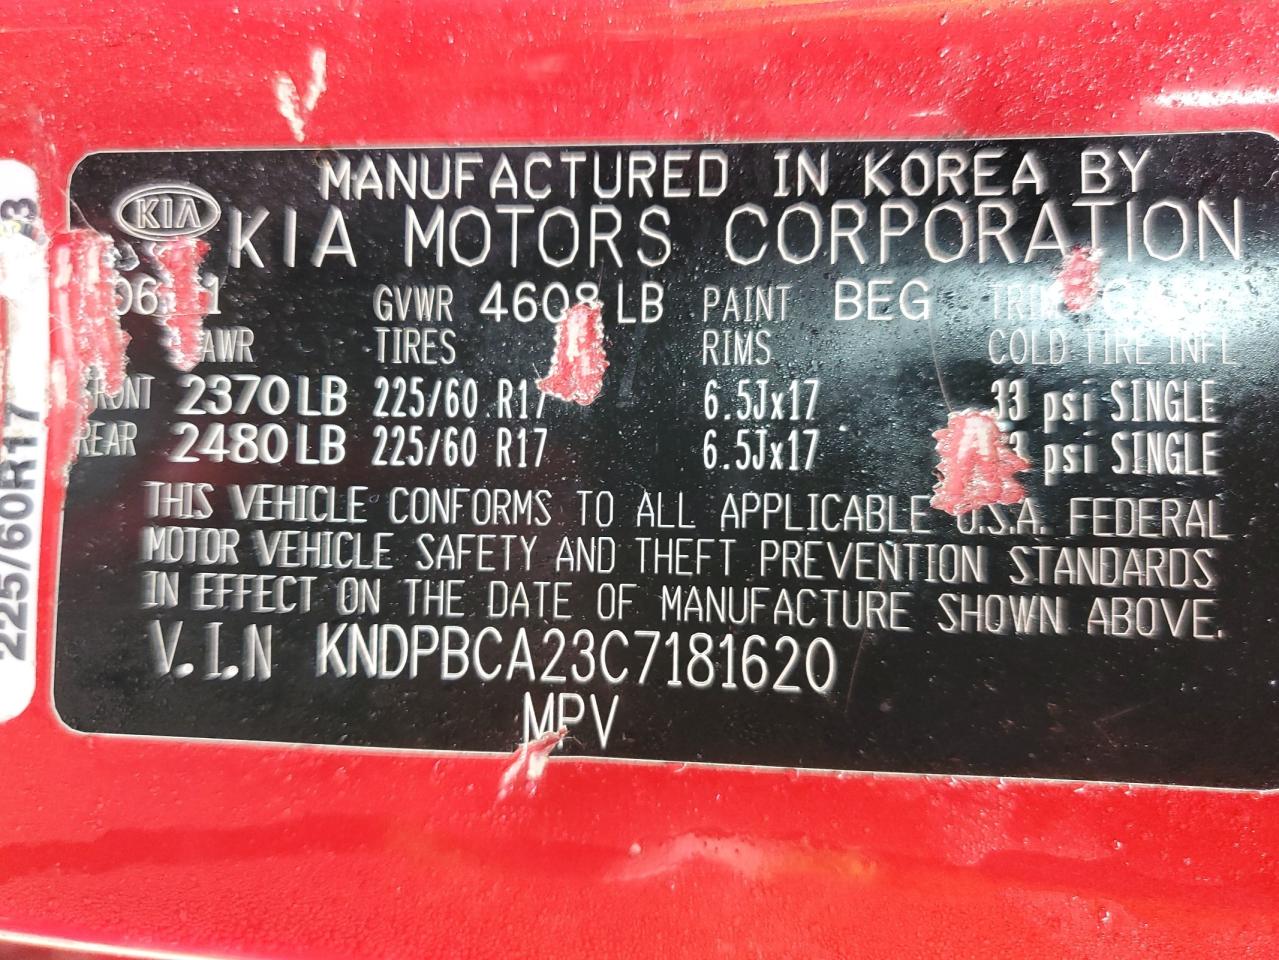 MANUFACTURED IN KOREA BY
KIA
KIA MOTORS CORPORATION
GVWR 4608 LB PAINT BEG
TIRES RIMS COLD TIRE INFL
2370 LB 225/60 R17 6.5Jx17 33 psi SINGLE
REAR 2480 LB 225/60 R17 6.5Jx17 psi SINGLE
THIS VEHICLE CONFORMS TO ALL APPLICABLE U.S.A. FEDERAL
MOTOR VEHICLE SAFETY AND THEFT PREVENTION STANDARDS
IN EFFECT ON THE DATE OF MANUFACTURE SHOWN ABOVE.
V.I.N KNDPBCA23C7181620
MPV
225/60R17